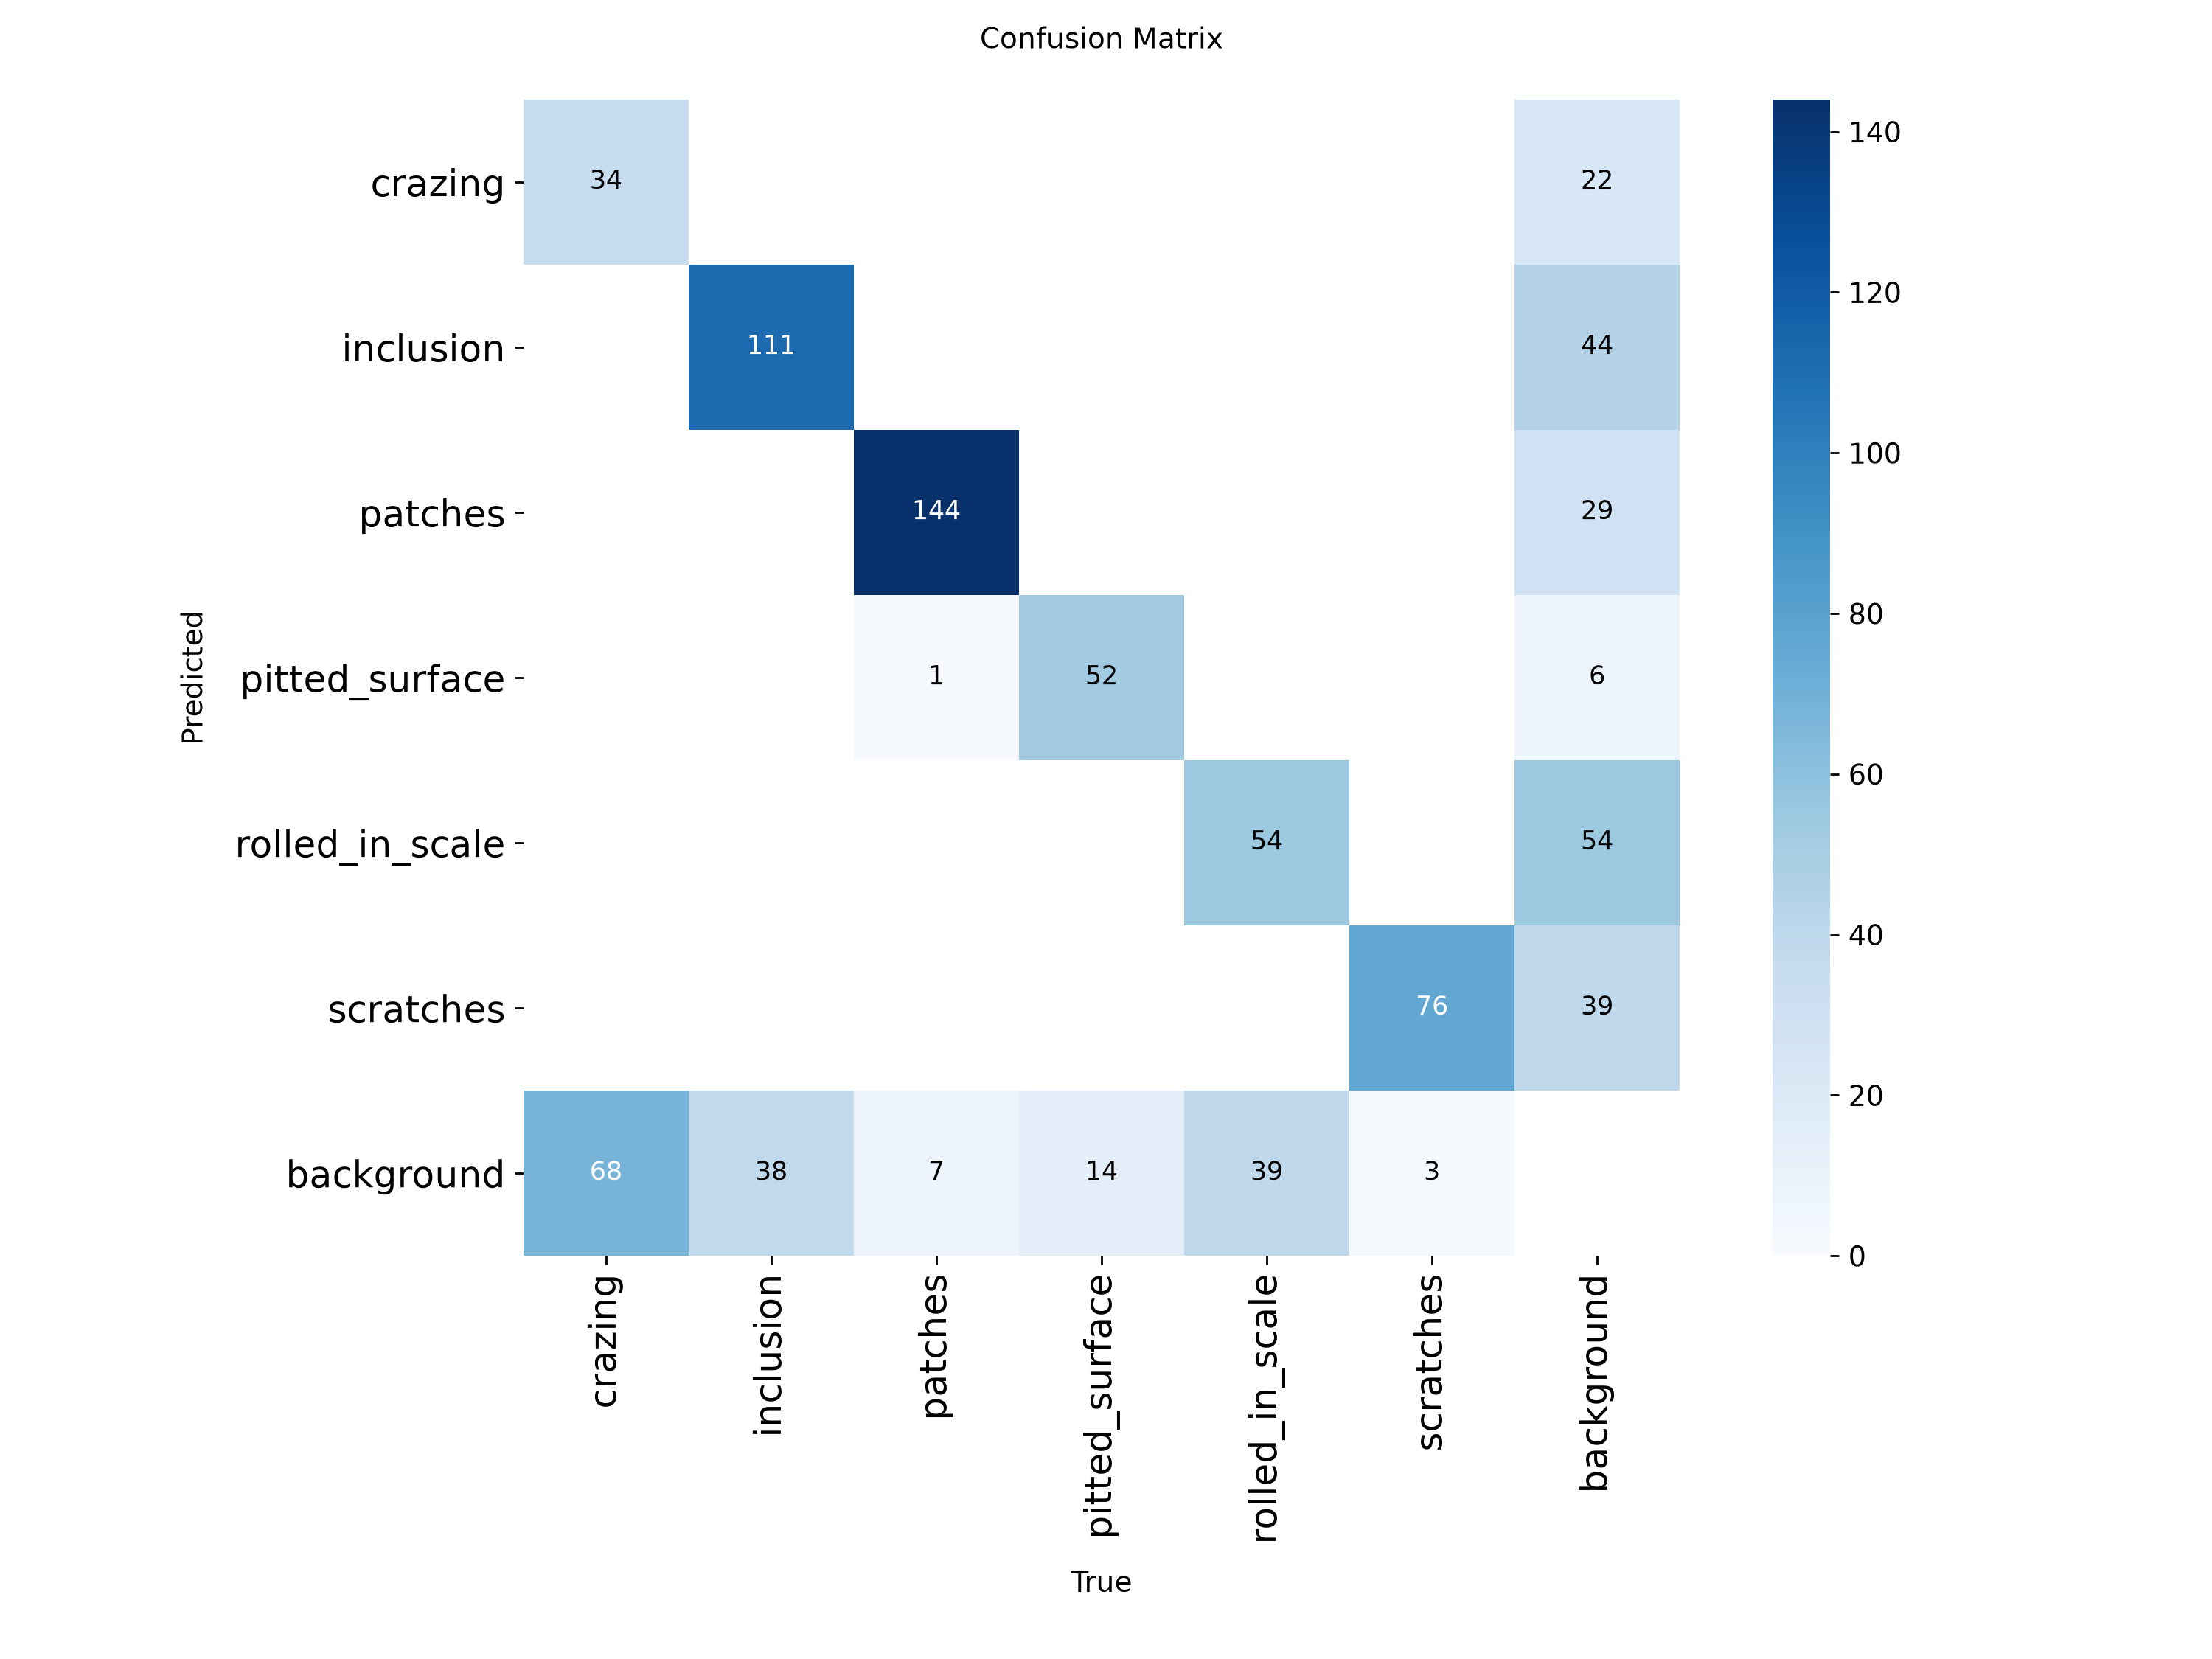 Confusion Matrix
crazing
34
22
inclusion
111
44
patches
144
29
pitted_surface
1
52
6
rolled_in_scale
54
54
scratches
76
39
background
68
38
7
14
39
3
Predicted
crazing
inclusion
patches
pitted_surface
rolled_in_scale
scratches
background
True
140
120
100
80
60
40
20
0